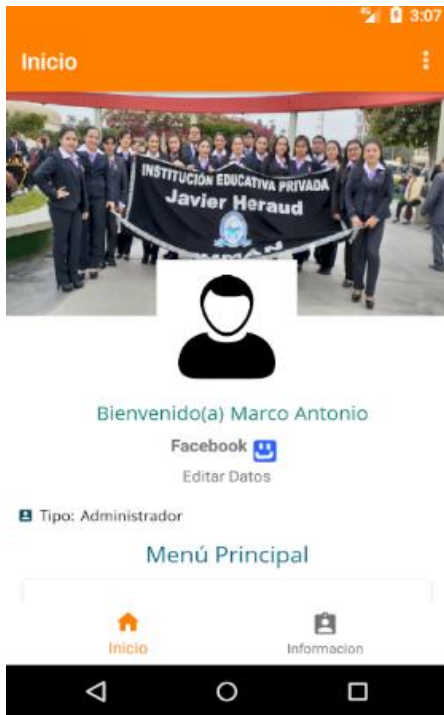 4G 3:07
Inicio
INSTITUCIÓN EDUCATIVA PRIVADA
Javier Heraud
Bienvenido(a) Marco Antonio
Facebook
Editar Datos
Tipo: Administrador
Menú Principal
Inicio
Informacion